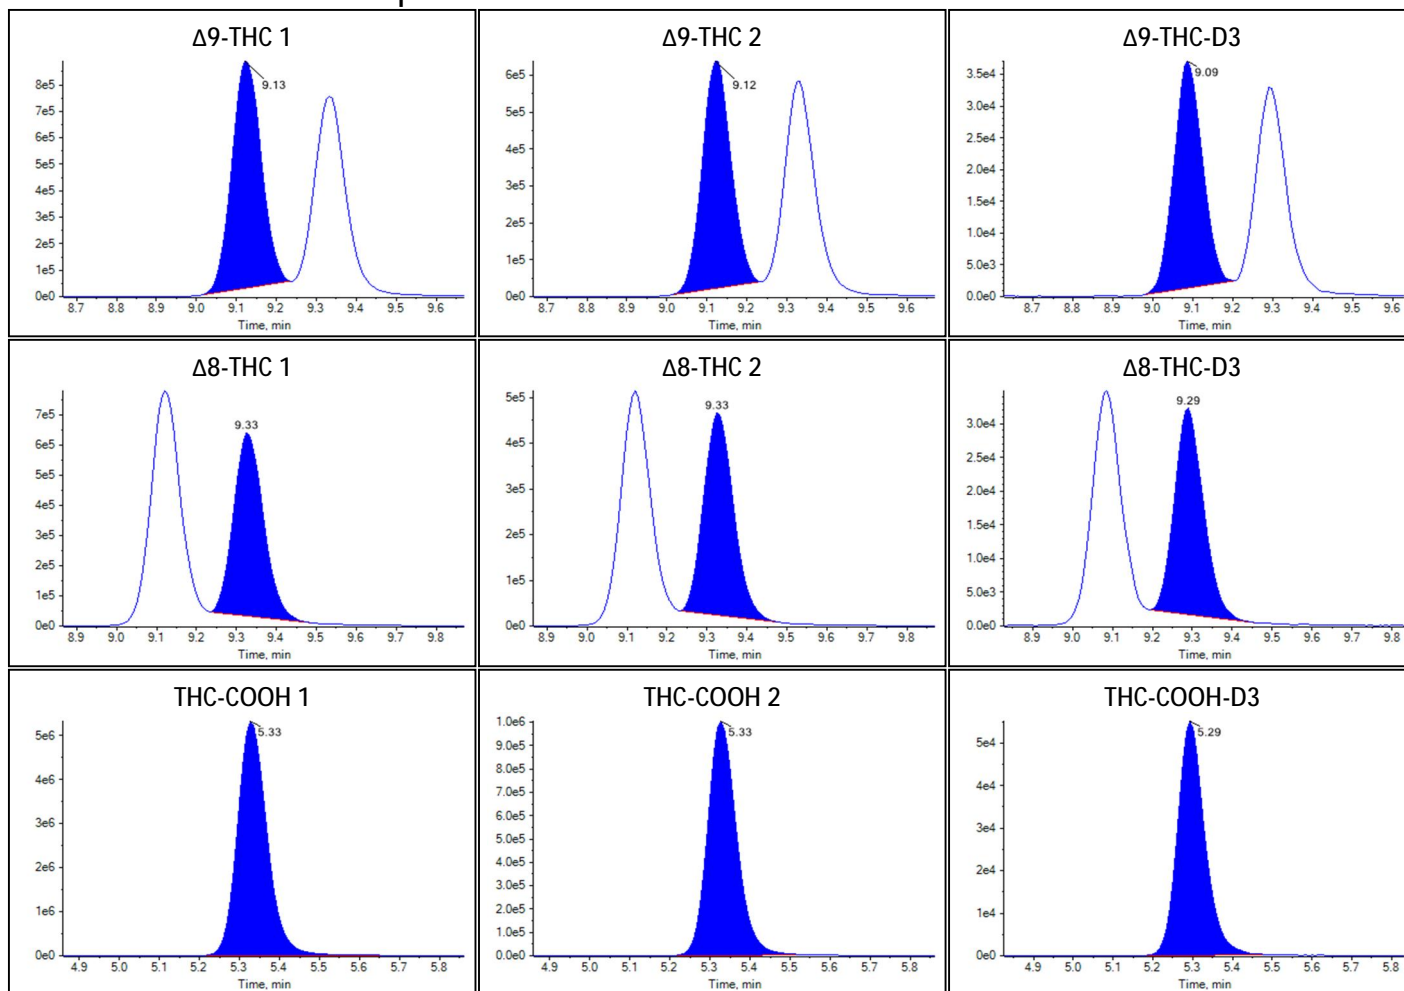 Δ9-THC 1
9.13
8e5
7e5
6e5
5e5
4e5
3e5
2e5
1e5
0e0
8.7 8.8 8.9 9.0 9.1 9.2 9.3 9.4 9.5 9.6
Time, min
Δ9-THC 2
9.12
6e5
5e5
4e5
3e5
2e5
1e5
0e0
8.7 8.8 8.9 9.0 9.1 9.2 9.3 9.4 9.5 9.6
Time, min
Δ9-THC-D3
9.09
3.5e4
3.0e4
2.5e4
2.0e4
1.5e4
1.0e4
5.0e3
0.0e0
8.7 8.8 8.9 9.0 9.1 9.2 9.3 9.4 9.5 9.6
Time, min
Δ8-THC 1
9.33
7e5
6e5
5e5
4e5
3e5
2e5
1e5
0e0
8.9 9.0 9.1 9.2 9.3 9.4 9.5 9.6 9.7 9.8
Time, min
Δ8-THC 2
9.33
5e5
4e5
3e5
2e5
1e5
0e0
8.9 9.0 9.1 9.2 9.3 9.4 9.5 9.6 9.7 9.8
Time, min
Δ8-THC-D3
9.29
3.0e4
2.5e4
2.0e4
1.5e4
1.0e4
5.0e3
0.0e0
8.9 9.0 9.1 9.2 9.3 9.4 9.5 9.6 9.7 9.8
Time, min
THC-COOH 1
5.33
5e6
4e6
3e6
2e6
1e6
0e0
4.9 5.0 5.1 5.2 5.3 5.4 5.5 5.6 5.7 5.8
Time, min
THC-COOH 2
5.33
1.0e6
9.0e5
8.0e5
7.0e5
6.0e5
5.0e5
4.0e5
3.0e5
2.0e5
1.0e5
0.0e0
4.9 5.0 5.1 5.2 5.3 5.4 5.5 5.6 5.7 5.8
Time, min
THC-COOH-D3
5.29
5e4
4e4
3e4
2e4
1e4
0e0
4.9 5.0 5.1 5.2 5.3 5.4 5.5 5.6 5.7 5.8
Time, min